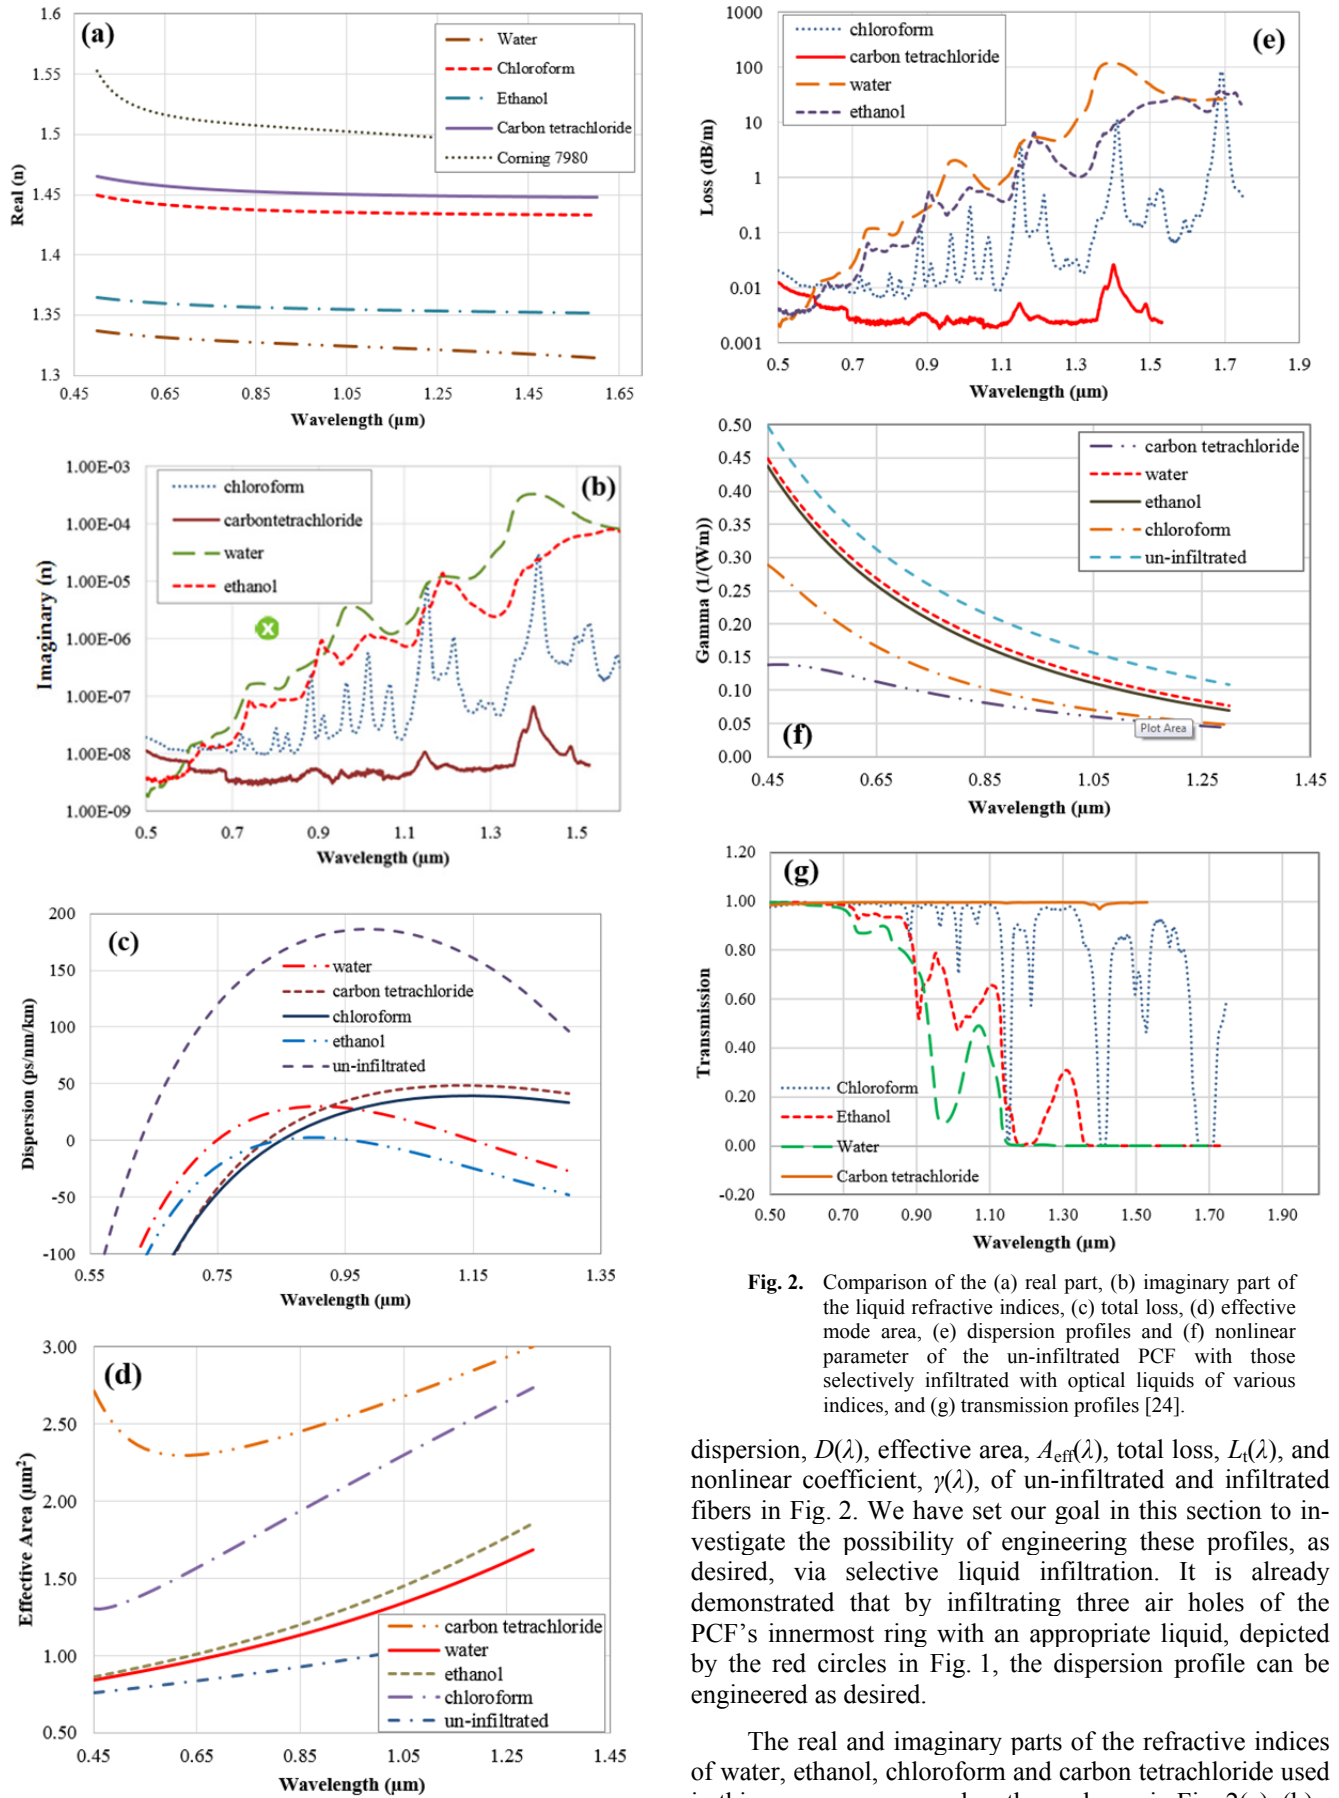 (a)
1.6
1.55
1.5
1.45
1.4
1.35
1.3
Real (n)
Water
Chloroform
Ethanol
Carbon tetrachloride
Corning 7980
0.45 0.65 0.85 1.05 1.25 1.45 1.65
Wavelength (µm)
(b)
1.00E-03
1.00E-04
1.00E-05
1.00E-06
1.00E-07
1.00E-08
1.00E-09
Imaginary (n)
chloroform
carbontetrachloride
water
ethanol
X
0.5 0.7 0.9 1.1 1.3 1.5
Wavelength (µm)
(c)
200
150
100
50
0
-50
-100
Dispersion (ps/nm/km)
water
carbon tetrachloride
chloroform
ethanol
un-infiltrated
0.55 0.75 0.95 1.15 1.35
Wavelength (µm)
(d)
3.00
2.50
2.00
1.50
1.00
0.50
Effective Area (µm²)
carbon tetrachloride
water
ethanol
chloroform
un-infiltrated
0.45 0.65 0.85 1.05 1.25 1.45
Wavelength (µm)
(e)
1000
100
10
1
0.1
0.01
0.001
Loss (dB/m)
chloroform
carbon tetrachloride
water
ethanol
0.5 0.7 0.9 1.1 1.3 1.5 1.7 1.9
Wavelength (µm)
(f)
0.50
0.45
0.40
0.35
0.30
0.25
0.20
0.15
0.10
0.05
0.00
Gamma (1/(Wm))
carbon tetrachloride
water
ethanol
chloroform
un-infiltrated
Plot Area
0.45 0.65 0.85 1.05 1.25 1.45
Wavelength (µm)
(g)
1.20
1.00
0.80
0.60
0.40
0.20
0.00
-0.20
Transmission
Chloroform
Ethanol
Water
Carbon tetrachloride
0.50 0.70 0.90 1.10 1.30 1.50 1.70 1.90
Wavelength (µm)
Fig. 2. Comparison of the (a) real part, (b) imaginary part of
the liquid refractive indices, (c) total loss, (d) effective
mode area, (e) dispersion profiles and (f) nonlinear
parameter of the un-infiltrated PCF with those
selectively infiltrated with optical liquids of various
indices, and (g) transmission profiles [24].
dispersion, D(λ), effective area, Aeff(λ), total loss, Lt(λ), and
nonlinear coefficient, γ(λ), of un-infiltrated and infiltrated
fibers in Fig. 2. We have set our goal in this section to in-
vestigate the possibility of engineering these profiles, as
desired, via selective liquid infiltration. It is already
demonstrated that by infiltrating three air holes of the
PCF's innermost ring with an appropriate liquid, depicted
by the red circles in Fig. 1, the dispersion profile can be
engineered as desired.
The real and imaginary parts of the refractive indices
of water, ethanol, chloroform and carbon tetrachloride used